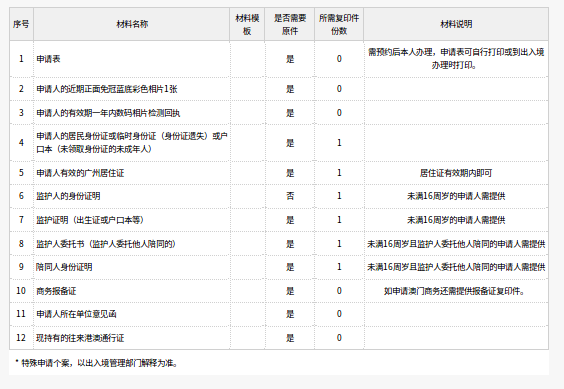 序号 材料名称 材料模板 是否需要原件 所需复印件份数 材料说明
1 申请表 是 0 需预约后本人办理，申请表可自行打印或到出入境办理时打印。
2 申请人的近期正面免冠蓝底彩色相片1张 是 0
3 申请人的有效期一年内数码相片检测回执 是 0
4 申请人的居民身份证或临时身份证（身份证遗失）或户口本（未领取身份证的未成年人） 是 1
5 申请人有效的广州居住证 是 1 居住证有效期内即可
6 监护人的身份证明 否 1 未满16周岁的申请人需提供
7 监护证明（出生证或户口本等） 是 1 未满16周岁的申请人需提供
8 监护人委托书（监护人委托他人陪同的） 是 1 未满16周岁且监护人委托他人陪同的申请人需提供
9 陪同人身份证明 是 1 未满16周岁且监护人委托他人陪同的申请人需提供
10 商务报备证 是 0 如申请澳门商务还需提供报备证复印件。
11 申请人所在单位意见函 是 0
12 现持有的往来港澳通行证 是 0
* 特殊申请个案，以出入境管理部门解释为准。